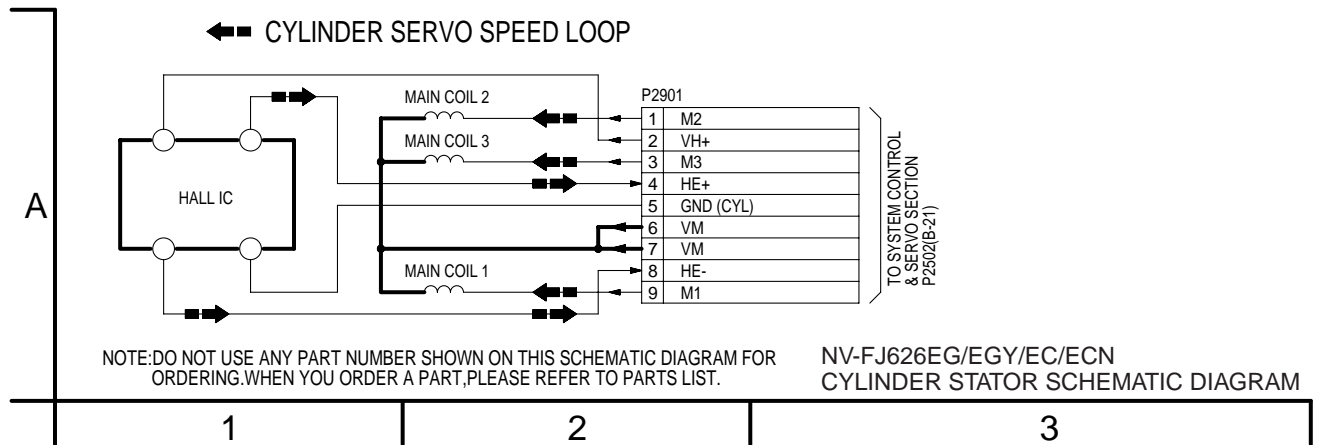 CYLINDER SERVO SPEED LOOP
P2901
MAIN COIL 2
1 M2
2 VH+
MAIN COIL 3
3 M3
4 HE+
HALL IC
5 GND (CYL)
6 VM
7 VM
MAIN COIL 1
8 HE-
9 M1
TO SYSTEM CONTROL
& SERVO SECTION
P2502(B-21)
A
NOTE:DO NOT USE ANY PART NUMBER SHOWN ON THIS SCHEMATIC DIAGRAM FOR
ORDERING.WHEN YOU ORDER A PART,PLEASE REFER TO PARTS LIST.
NV-FJ626EG/EGY/EC/ECN
CYLINDER STATOR SCHEMATIC DIAGRAM
1 2 3